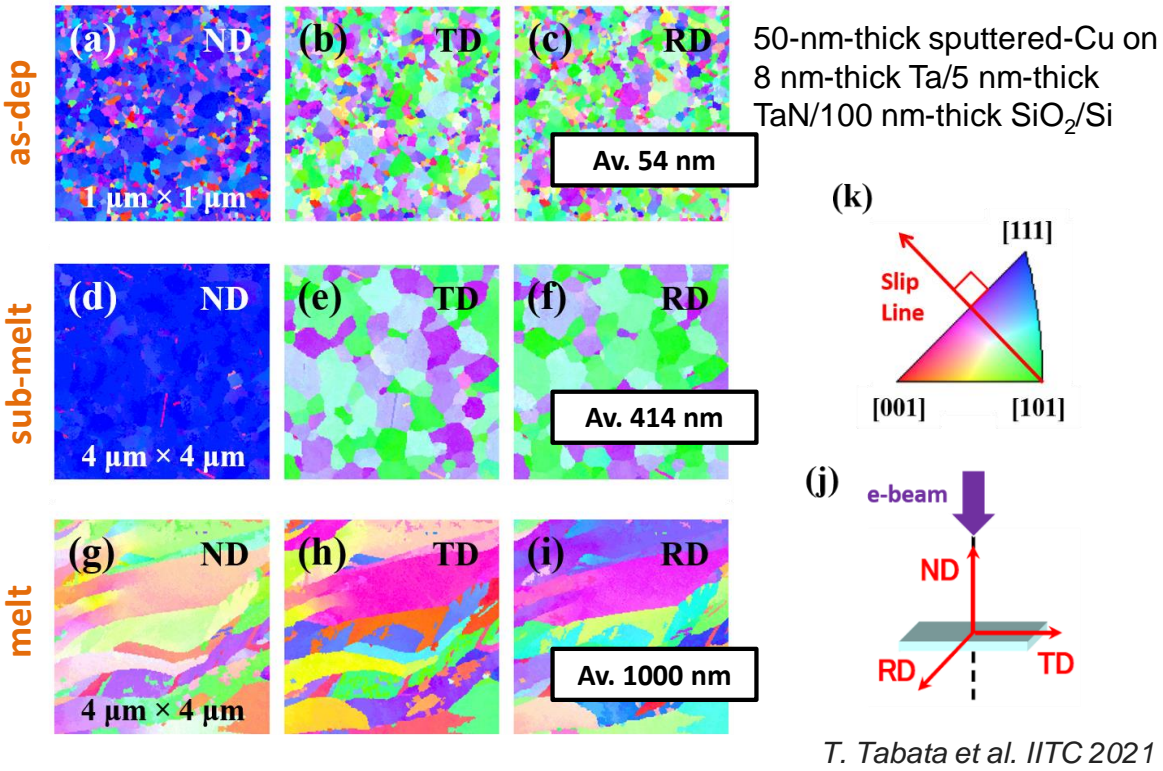 (a) ND
(b) TD
(c) RD
as-dep
1 µm × 1 µm
Av. 54 nm
50-nm-thick sputtered-Cu on
8 nm-thick Ta/5 nm-thick
TaN/100 nm-thick SiO₂/Si
(d) ND
(e) TD
(f) RD
sub-melt
4 µm × 4 µm
Av. 414 nm
(k)
[111]
Slip
Line
[001]
[101]
(g) ND
(h) TD
(i) RD
melt
4 µm × 4 µm
Av. 1000 nm
(j)
e-beam
ND
RD
TD
T. Tabata et al. IITC 2021